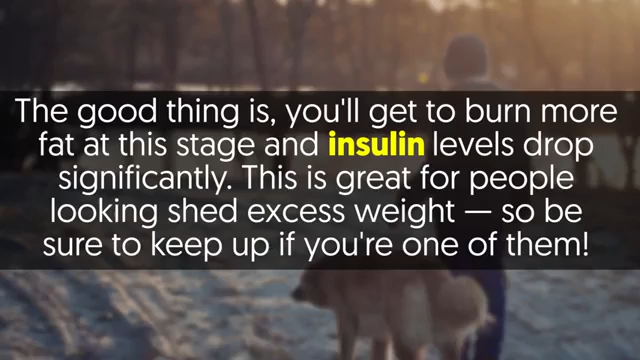 The good thing is, you'll get to burn more
fat at this stage and insulin levels drop
significantly. This is great for people
looking shed excess weight — so be
sure to keep up if you're one of them!